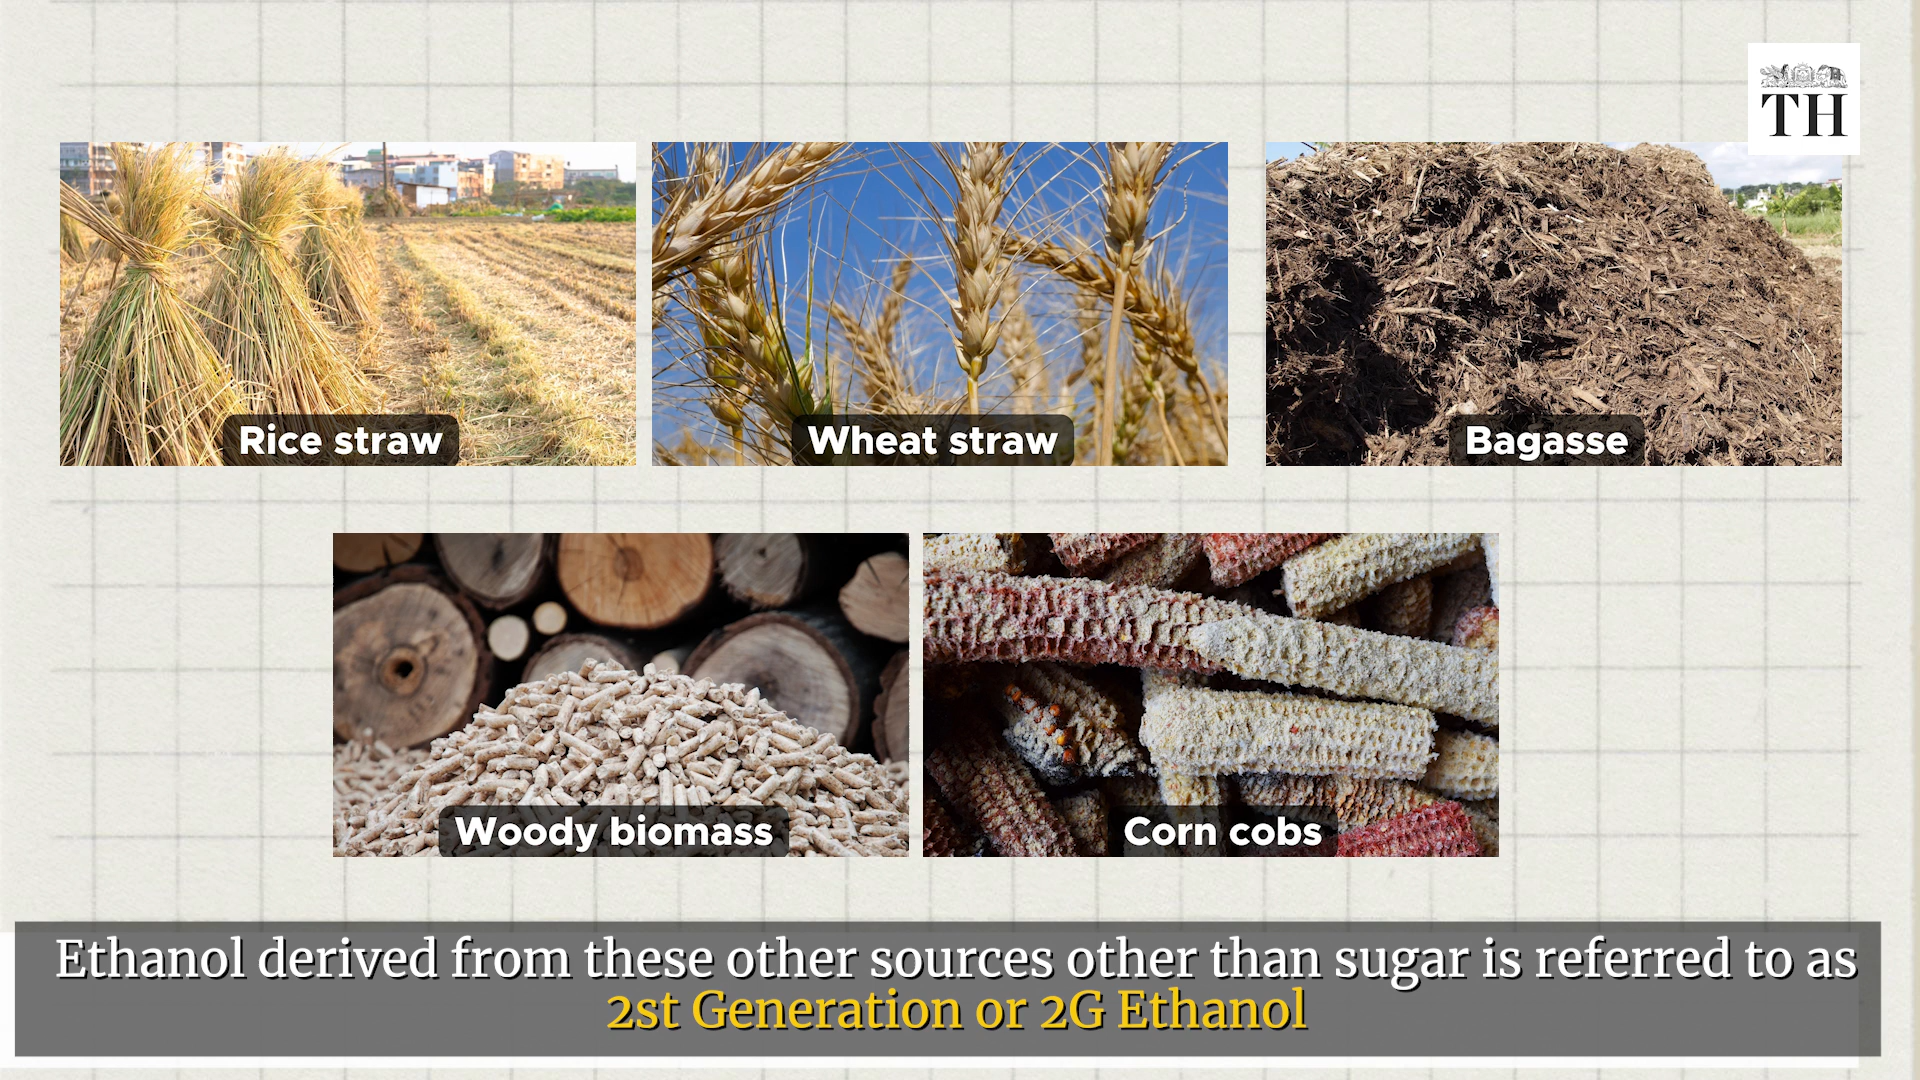 TH
Rice straw
Wheat straw
Bagasse
Woody biomass
Corn cobs
Ethanol derived from these other sources other than sugar is referred to as
2st Generation or 2G Ethanol